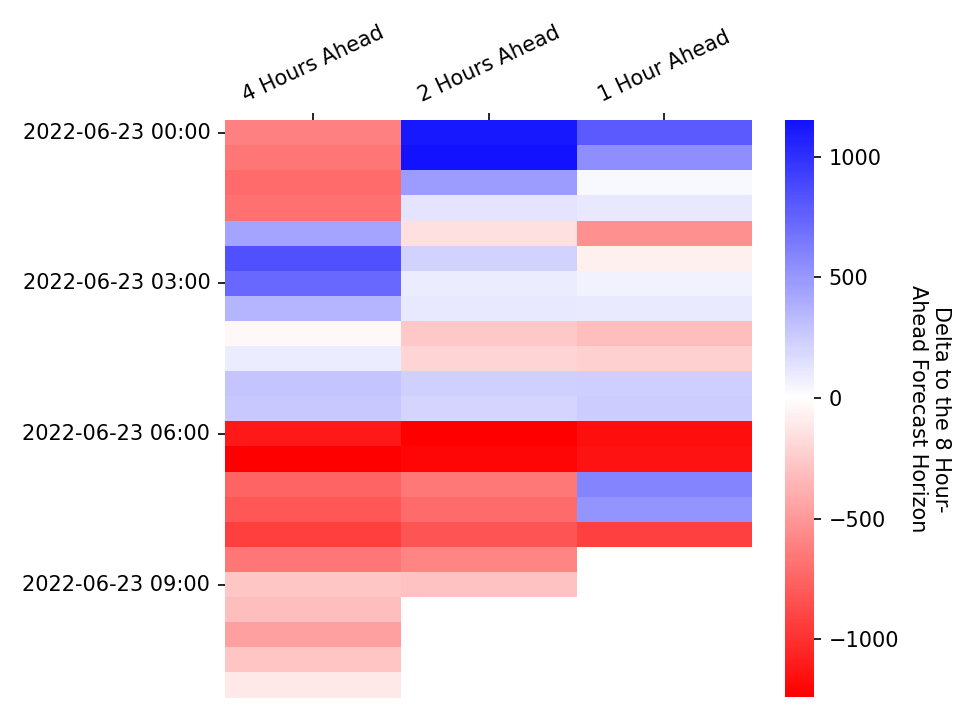 4 Hours Ahead
2 Hours Ahead
1 Hour Ahead
2022-06-23 00:00
2022-06-23 03:00
2022-06-23 06:00
2022-06-23 09:00
1000
500
0
−500
−1000
Delta to the 8 Hour-
Ahead Forecast Horizon